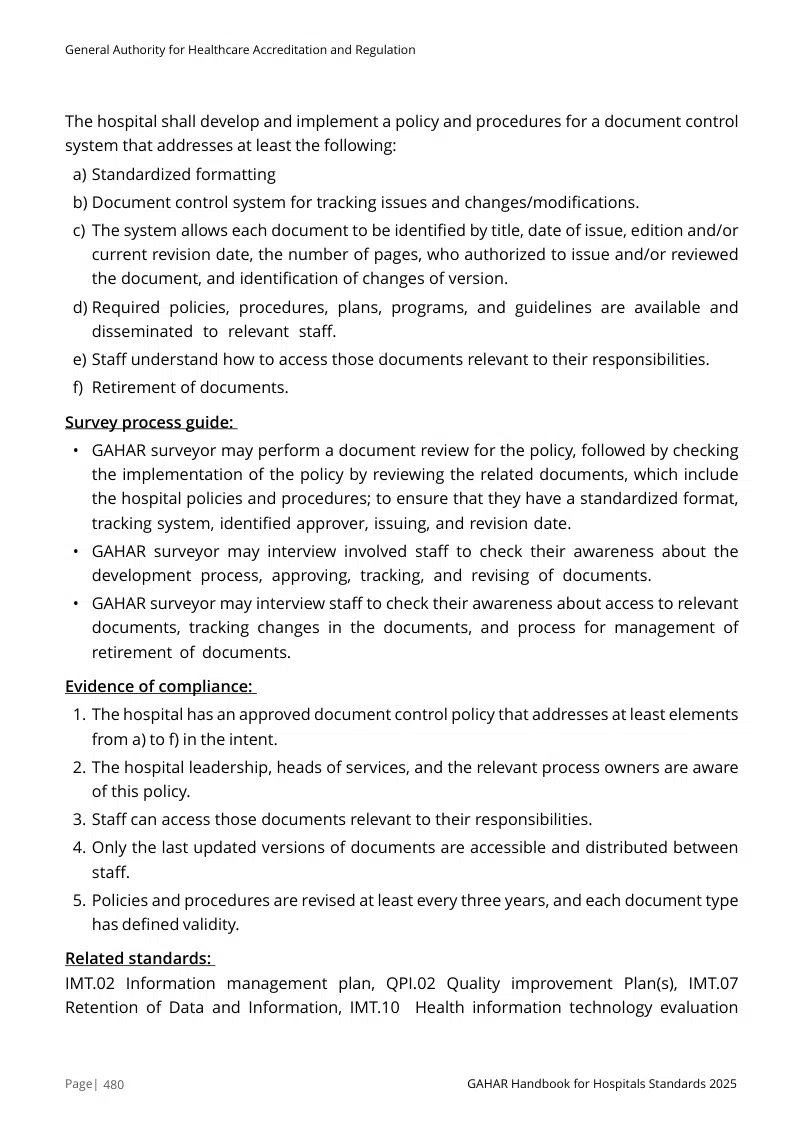 General Authority for Healthcare Accreditation and Regulation
The hospital shall develop and implement a policy and procedures for a document control
system that addresses at least the following:
a) Standardized formatting
b) Document control system for tracking issues and changes/modifications.
c) The system allows each document to be identified by title, date of issue, edition and/or
current revision date, the number of pages, who authorized to issue and/or reviewed
the document, and identification of changes of version.
d) Required policies, procedures, plans, programs, and guidelines are available and
disseminated to relevant staff.
e) Staff understand how to access those documents relevant to their responsibilities.
f) Retirement of documents.
Survey process guide:
• GAHAR surveyor may perform a document review for the policy, followed by checking
the implementation of the policy by reviewing the related documents, which include
the hospital policies and procedures; to ensure that they have a standardized format,
tracking system, identified approver, issuing, and revision date.
• GAHAR surveyor may interview involved staff to check their awareness about the
development process, approving, tracking, and revising of documents.
• GAHAR surveyor may interview staff to check their awareness about access to relevant
documents, tracking changes in the documents, and process for management of
retirement of documents.
Evidence of compliance:
1. The hospital has an approved document control policy that addresses at least elements
from a) to f) in the intent.
2. The hospital leadership, heads of services, and the relevant process owners are aware
of this policy.
3. Staff can access those documents relevant to their responsibilities.
4. Only the last updated versions of documents are accessible and distributed between
staff.
5. Policies and procedures are revised at least every three years, and each document type
has defined validity.
Related standards:
IMT.02 Information management plan, QPI.02 Quality improvement Plan(s), IMT.07
Retention of Data and Information, IMT.10 Health information technology evaluation
Page| 480
GAHAR Handbook for Hospitals Standards 2025